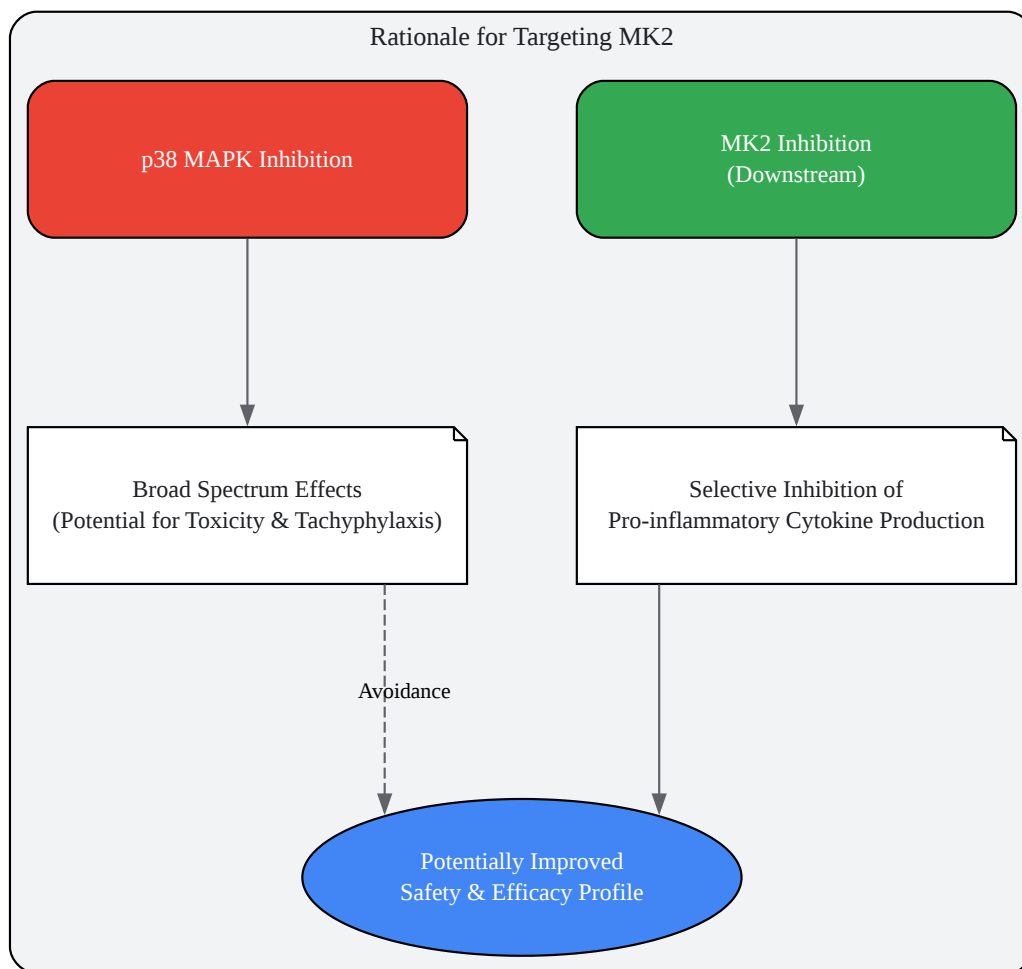 Rationale for Targeting MK2
p38 MAPK Inhibition
MK2 Inhibition
(Downstream)
Broad Spectrum Effects
(Potential for Toxicity & Tachyphylaxis)
Selective Inhibition of
Pro-inflammatory Cytokine Production
Avoidance
Potentially Improved
Safety & Efficacy Profile